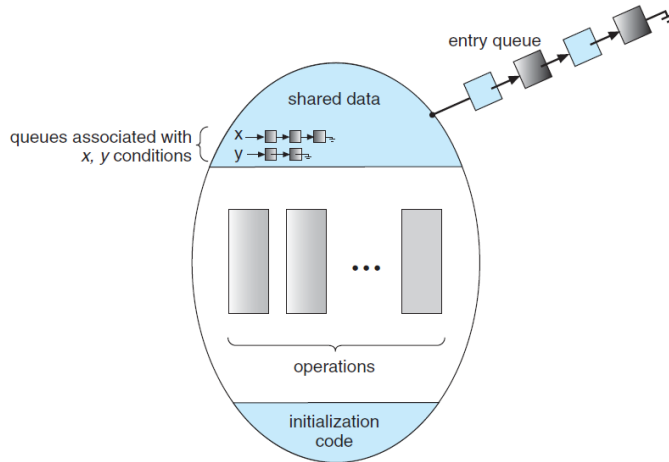 entry queue
shared data
queues associated with
x, y conditions
x
y
...
operations
initialization
code